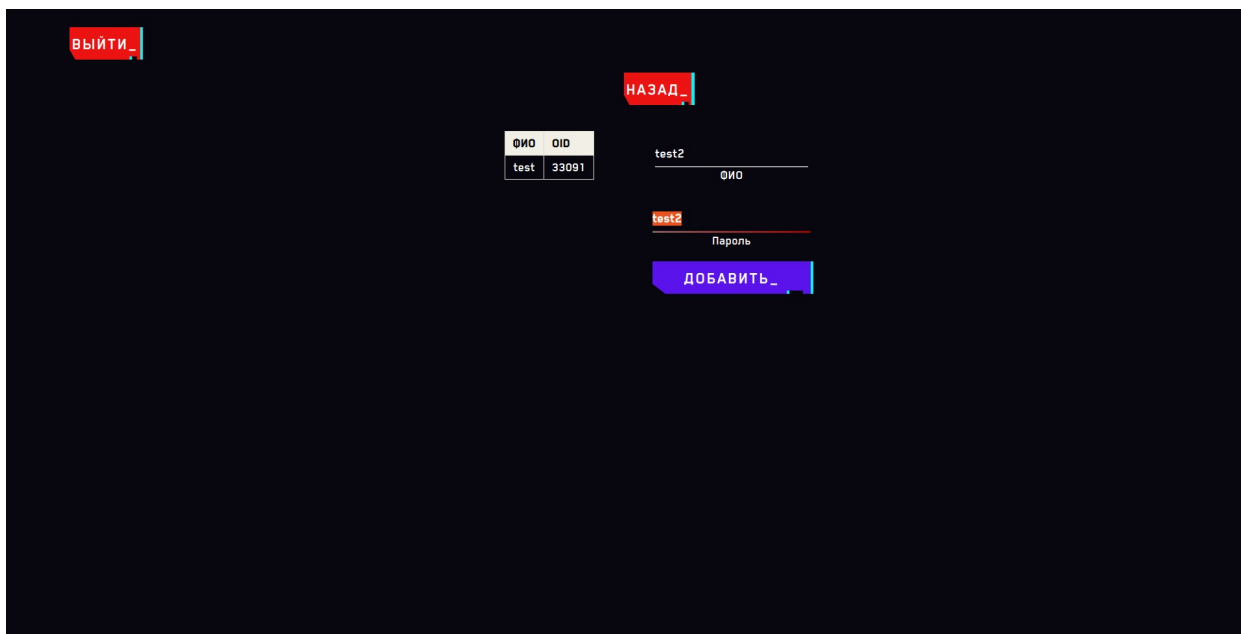 ВЫЙТИ_
НАЗАД_
ФИО OID
test 33091
test2
ФИО
test2
Пароль
ДОБАВИТЬ_